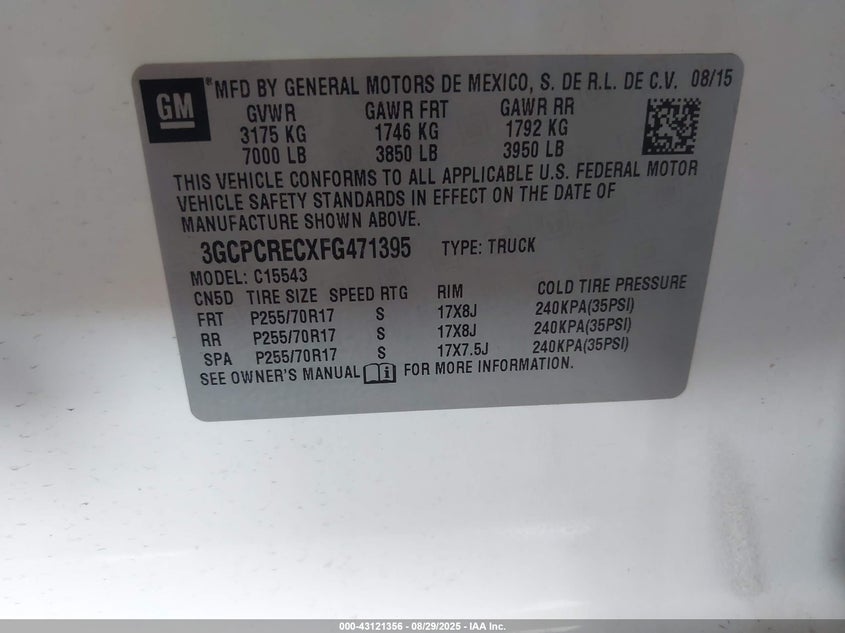 GM ® MFD BY GENERAL MOTORS DE MEXICO, S. DE R.L. DE C.V. 08/15
GVWR GAWR FRT GAWR RR
3175 KG 1746 KG 1792 KG
7000 LB 3850 LB 3950 LB
THIS VEHICLE CONFORMS TO ALL APPLICABLE U.S. FEDERAL MOTOR
VEHICLE SAFETY STANDARDS IN EFFECT ON THE DATE OF
MANUFACTURE SHOWN ABOVE.
3GCPCRECXFG471395 TYPE: TRUCK
MODEL: C15543
CN5D TIRE SIZE SPEED RTG RIM COLD TIRE PRESSURE
FRT P255/70R17 S 17X8J 240KPA(35PSI)
RR P255/70R17 S 17X8J 240KPA(35PSI)
SPA P255/70R17 S 17X7.5J 240KPA(35PSI)
SEE OWNER'S MANUAL i FOR MORE INFORMATION.
000-43121356 - 08/29/2025 - IAA Inc.